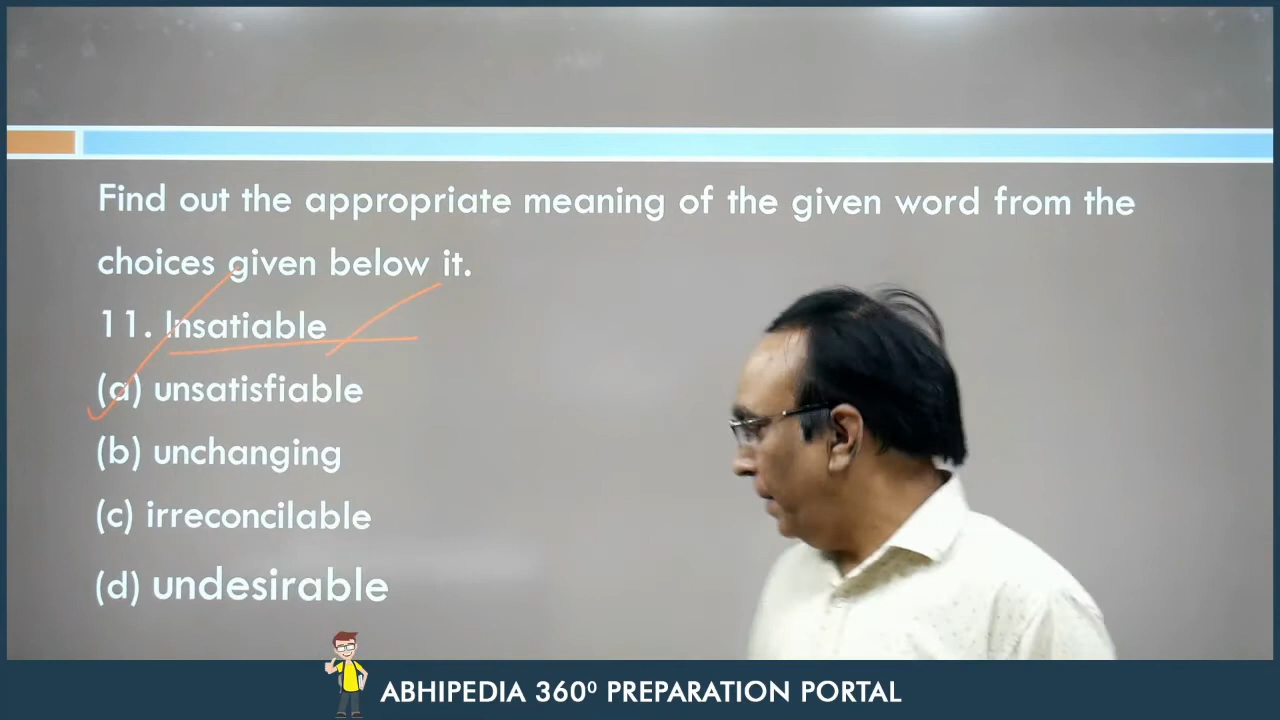 Find out the appropriate meaning of the given word from the
choices given below it.
11. Insatiable
(a) unsatisfiable
(b) unchanging
(c) irreconcilable
(d) undesirable
ABHIPEDIA 360⁰ PREPARATION PORTAL